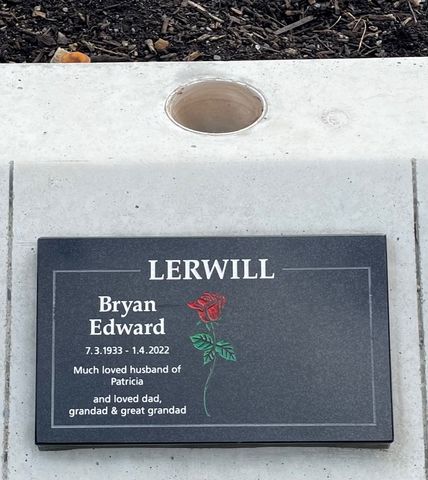 LERWILL
Bryan
Edward
7.3.1933 - 1.4.2022
Much loved husband of
Patricia
and loved dad,
grandad & great grandad